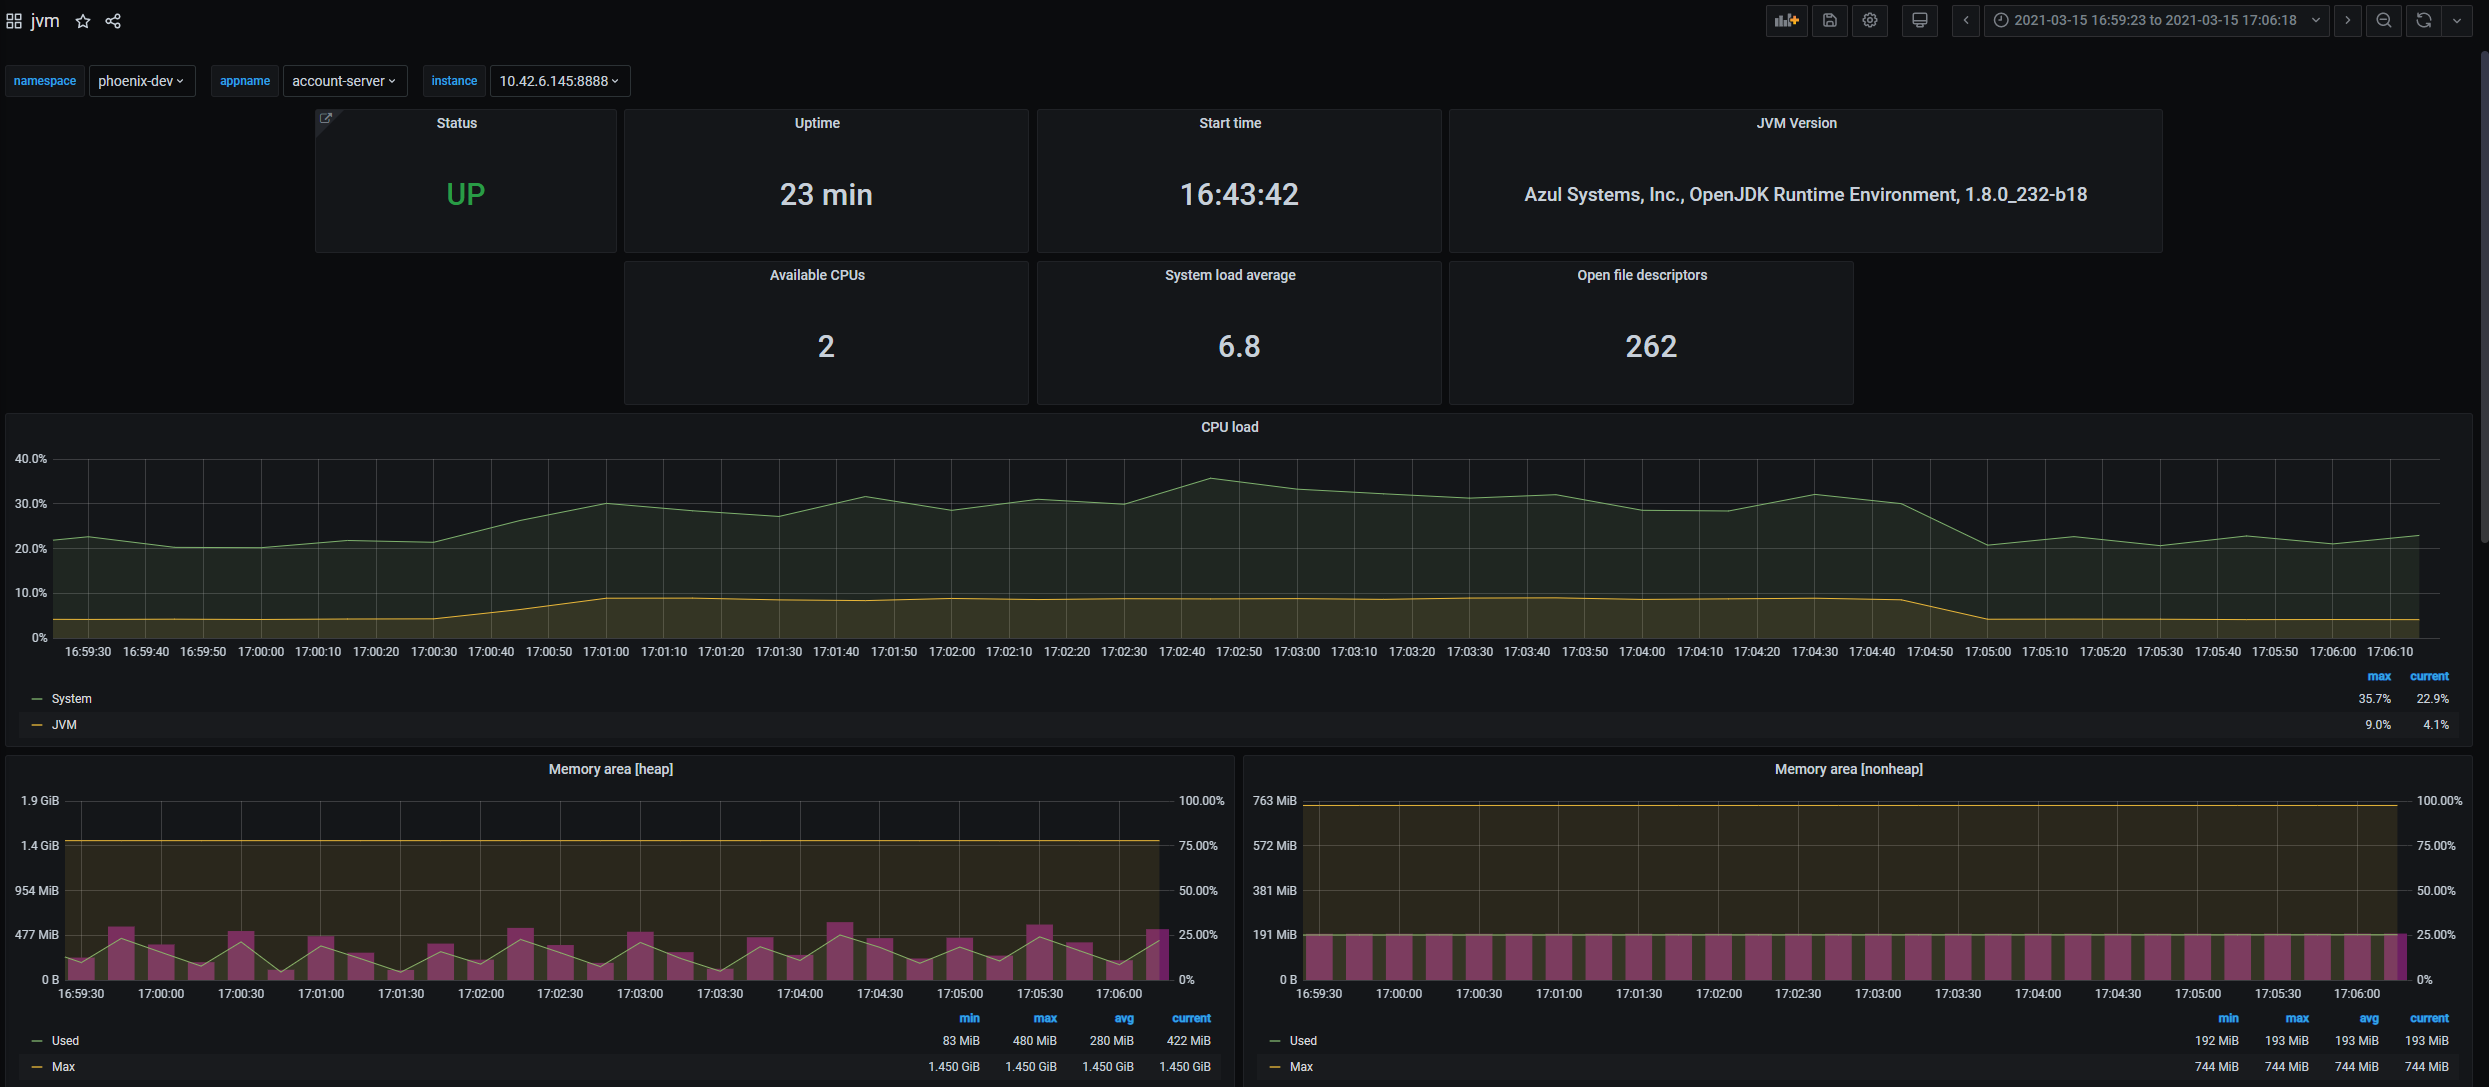 jvm
2021-03-15 16:59:23 to 2021-03-15 17:06:18
namespace phoenix-dev appname account-server instance 10.42.6.145:8888
Status Uptime Start time JVM Version
UP 23 min 16:43:42 Azul Systems, Inc., OpenJDK Runtime Environment, 1.8.0_232-b18
Available CPUs System load average Open file descriptors
2 6.8 262
CPU load
40.0%
30.0%
20.0%
10.0%
0%
16:59:30 16:59:40 16:59:50 17:00:00 17:00:10 17:00:20 17:00:30 17:00:40 17:00:50 17:01:00 17:01:10 17:01:20 17:01:30 17:01:40 17:01:50 17:02:00 17:02:10 17:02:20 17:02:30 17:02:40 17:02:50 17:03:00 17:03:10 17:03:20 17:03:30 17:03:40 17:03:50 17:04:00 17:04:10 17:04:20 17:04:30 17:04:40 17:04:50 17:05:00 17:05:10 17:05:20 17:05:30 17:05:40 17:05:50 17:06:00 17:06:10
max current
System 35.7% 22.9%
JVM 9.0% 4.1%
Memory area [heap]
1.9 GiB 100.00%
1.4 GiB 75.00%
954 MiB 50.00%
477 MiB 25.00%
0 B 0%
16:59:30 17:00:00 17:00:30 17:01:00 17:01:30 17:02:00 17:02:30 17:03:00 17:03:30 17:04:00 17:04:30 17:05:00 17:05:30 17:06:00
min max avg current
Used 83 MiB 480 MiB 280 MiB 422 MiB
Max 1.450 GiB 1.450 GiB 1.450 GiB 1.450 GiB
Memory area [nonheap]
763 MiB 100.00%
572 MiB 75.00%
381 MiB 50.00%
191 MiB 25.00%
0 B 0%
16:59:30 17:00:00 17:00:30 17:01:00 17:01:30 17:02:00 17:02:30 17:03:00 17:03:30 17:04:00 17:04:30 17:05:00 17:05:30 17:06:00
min max avg current
Used 192 MiB 193 MiB 193 MiB 193 MiB
Max 744 MiB 744 MiB 744 MiB 744 MiB